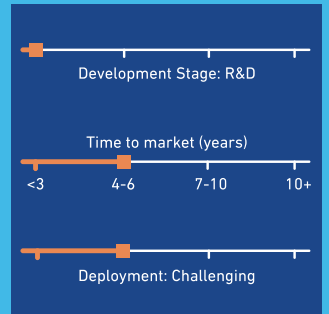 Development Stage: R&D
Time to market (years)
<3 4-6 7-10 10+
Deployment: Challenging